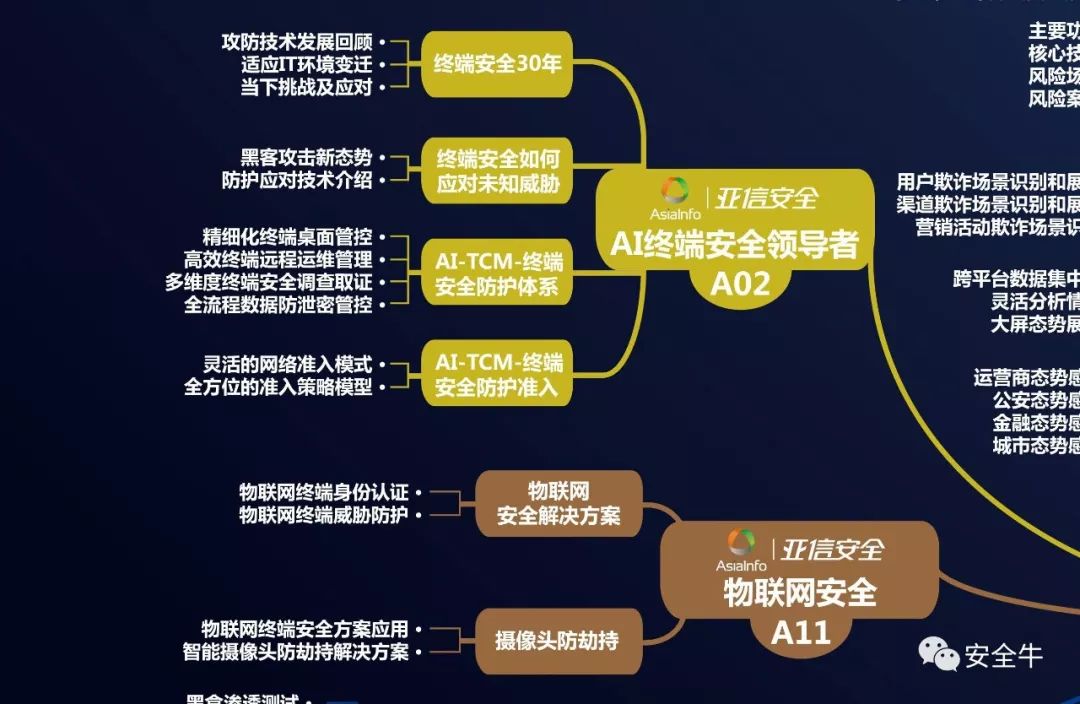 攻防技术发展回顾
适应IT环境变迁
当下挑战及应对
终端安全30年
黑客攻击新态势
防护应对技术介绍
终端安全如何
应对未知威胁
精细化终端桌面管控
高效终端远程运维管理
多维度终端安全调查取证
全流程数据防泄密管控
AI-TCM-终端
安全防护体系
灵活的网络准入模式
全方位的准入策略模型
AI-TCM-终端
安全防护准入
AsiaInfo 亚信安全
AI终端安全领导者
A02
物联网终端身份认证
物联网终端威胁防护
物联网
安全解决方案
物联网终端安全方案应用
智能摄像头防劫持解决方案
摄像头防劫持
AsiaInfo 亚信安全
物联网安全
A11
主要功
核心技
风险场
风险案
用户欺诈场景识别和展
渠道欺诈场景识别和展
营销活动欺诈场景识
跨平台数据集中
灵活分析情
大屏态势展
运营商态势感
公安态势感
金融态势感
城市态势感
黑盒渗透测试
安全牛